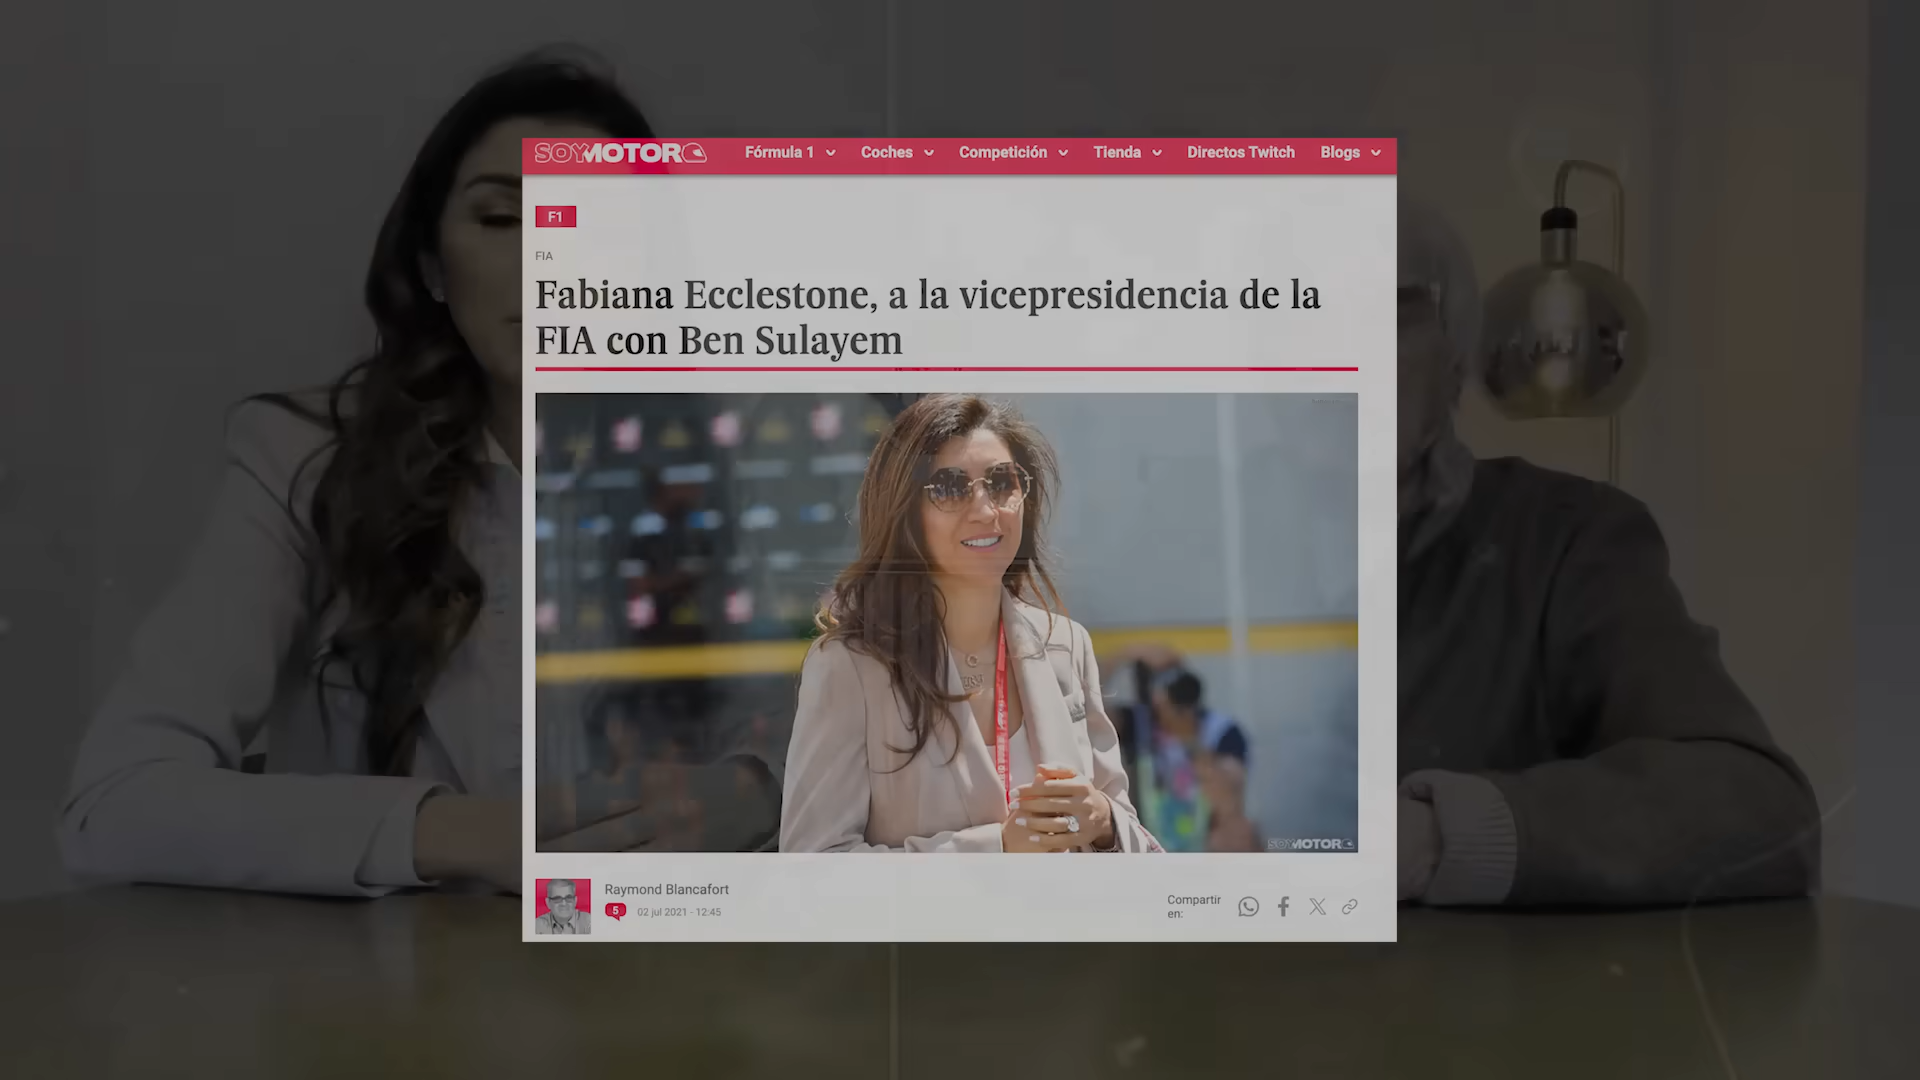 SOYMOTOR
Fórmula 1 Coches Competición Tienda Directos Twitch Blogs
F1
FIA
Fabiana Ecclestone, a la vicepresidencia de la
FIA con Ben Sulayem
SOYMOTOR
Raymond Blancafort
5 02 jul 2021 - 12:45
Compartir
en: